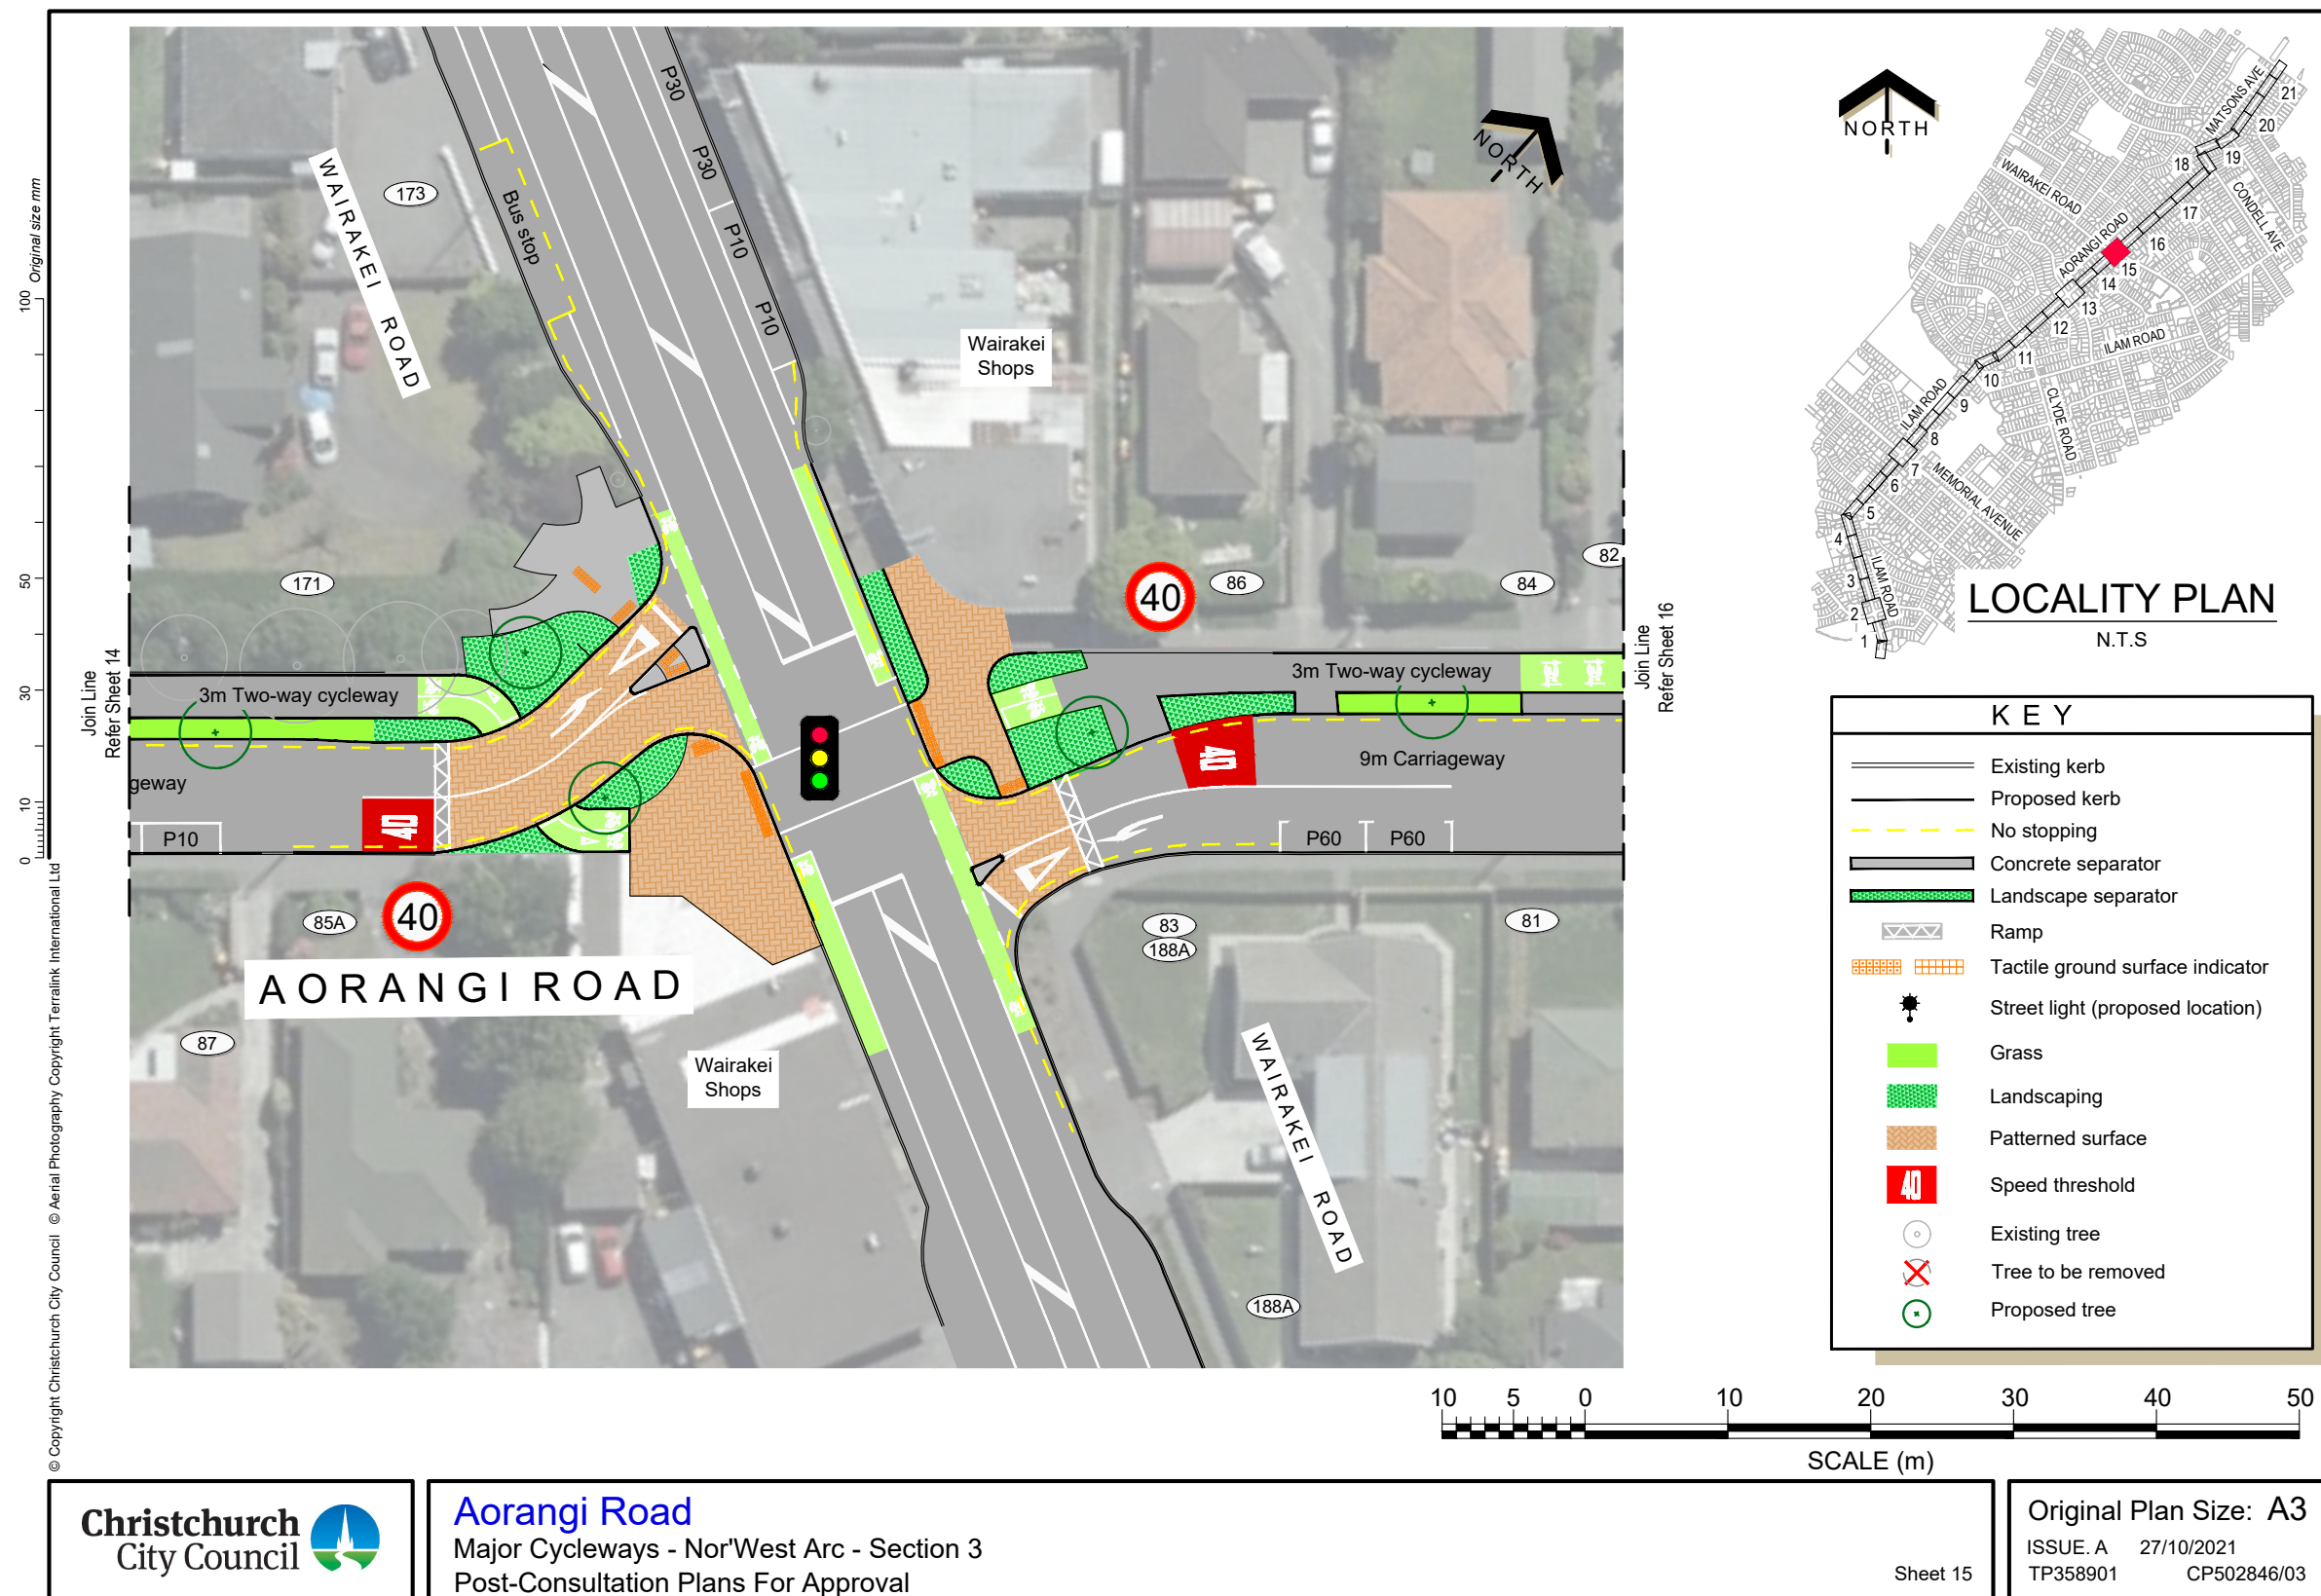 Original size mm
100
50
30
10
0
© Copyright Christchurch City Council © Aerial Photography Copyright Terralink International Ltd
Join Line
Refer Sheet 14
WAIRAKEI ROAD
173
Bus stop
P30
P30
P10
P10
Wairakei
Shops
NORTH
171
40
86
84
82
3m Two-way cycleway
3m Two-way cycleway
Join Line
Refer Sheet 16
geway
P10
40
40
9m Carriageway
P60
P60
85A
40
83
188A
81
AORANGI ROAD
87
Wairakei
Shops
WAIRAKEI ROAD
188A
NORTH
MATSONS AVE
21
20
19
18
WAIRAKEI ROAD
CONDELL AVE
17
AORANGI ROAD
16
15
14
13
12
ILAM ROAD
11
10
ILAM ROAD
9
CLYDE ROAD
8
7
MEMORIAL AVENUE
6
5
4
ILAM ROAD
3
2
1
LOCALITY PLAN
N.T.S
KEY
Existing kerb
Proposed kerb
No stopping
Concrete separator
Landscape separator
Ramp
Tactile ground surface indicator
Street light (proposed location)
Grass
Landscaping
Patterned surface
40
Speed threshold
Existing tree
Tree to be removed
Proposed tree
10 5 0 10 20 30 40 50
SCALE (m)
Christchurch
City Council
Aorangi Road
Major Cycleways - Nor'West Arc - Section 3
Post-Consultation Plans For Approval
Sheet 15
Original Plan Size: A3
ISSUE. A 27/10/2021
TP358901 CP502846/03